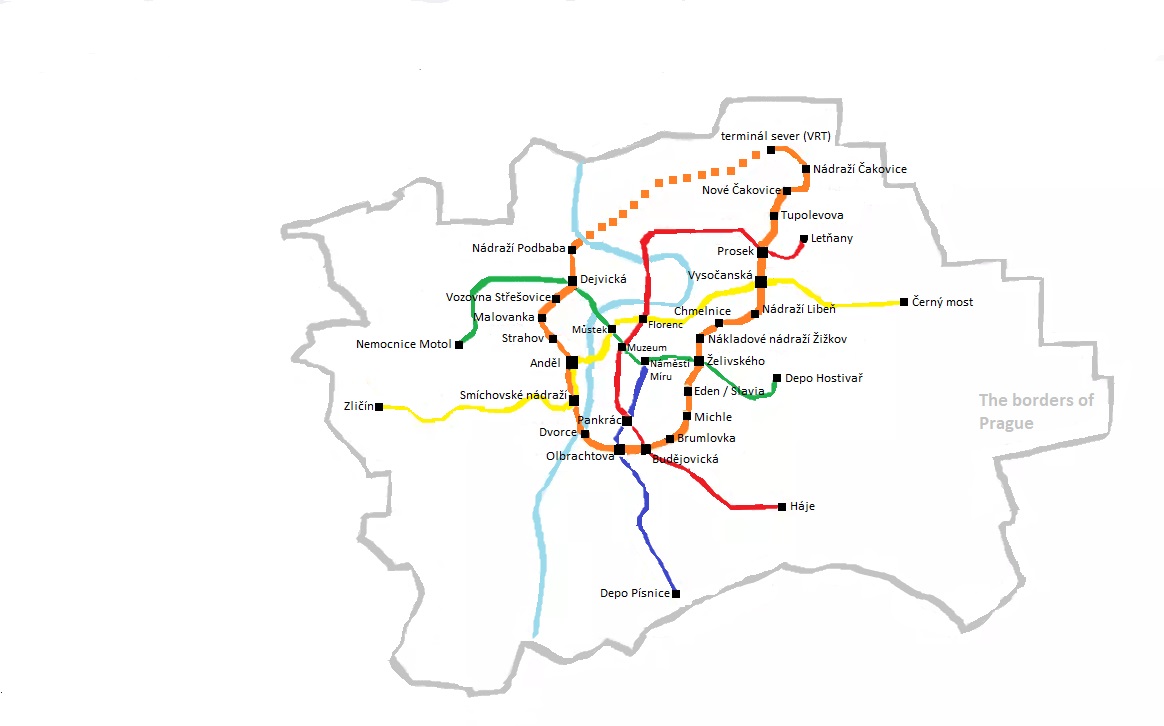 terminál sever (VRT)
Nádraží Čakovice
Nové Čakovice
Tupolevova
Letňany
Nádraží Podbaba
Prosek
Dejvická
Vysočanská
Vozovna Střešovice
Černý most
Malovanka
Chmelnice
Nádraží Libeň
Můstek
Florenc
Strahov
Nákladové nádraží Žižkov
Nemocnice Motol
Muzeum
Anděl
Náměstí
Míru
Želivského
Depo Hostivař
Smíchovské nádraží
Eden / Slavia
Zličín
The borders of
Prague
Pankrác
Michle
Dvorce
Brumlovka
Olbrachtova
Budějovická
Háje
Depo Písnice